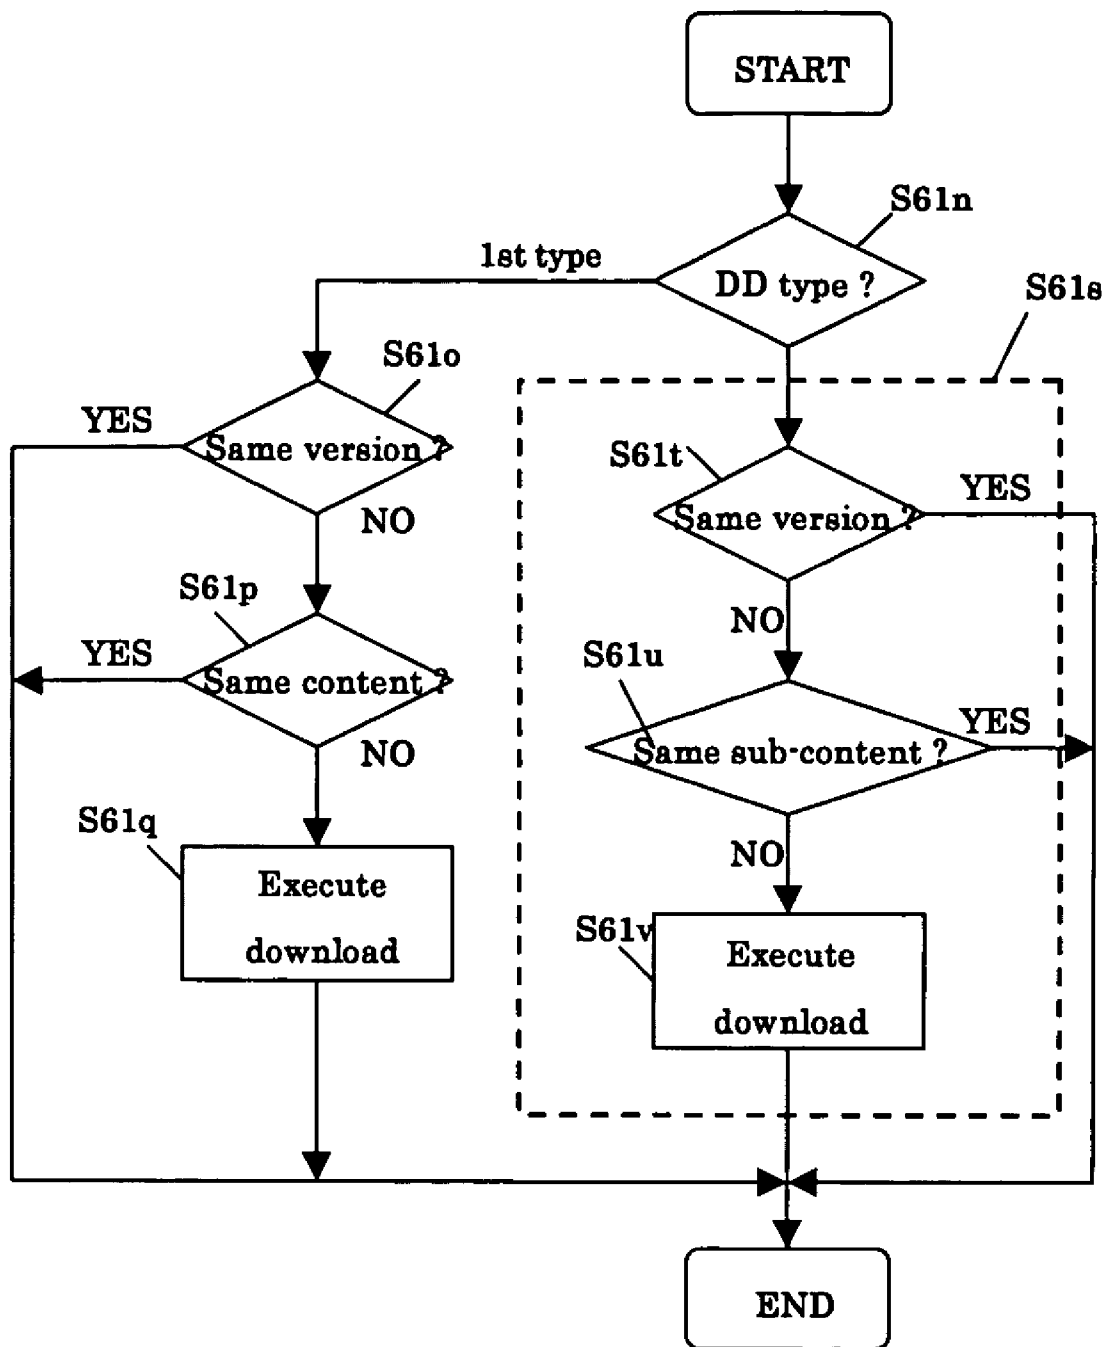 START
S61n
1st type
DD type ?
S61s
S61o
YES
Same version ?
S61t
YES
NO
Same version ?
S61p
NO
YES
Same content ?
S61u
YES
NO
Same sub-content ?
S61q
NO
Execute
download
S61v
Execute
download
END